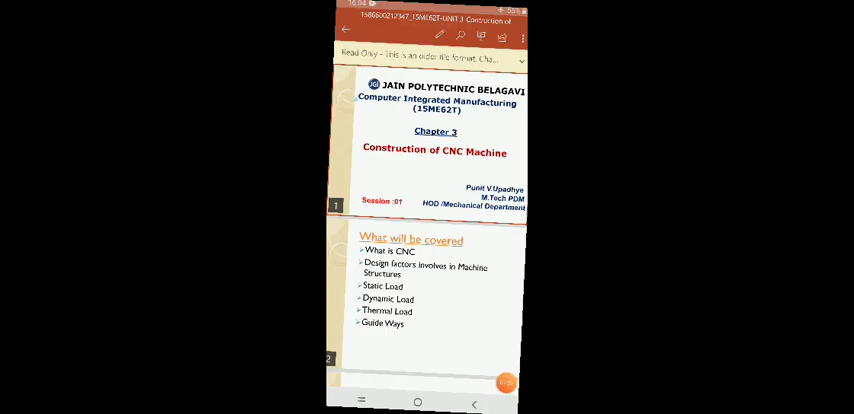 16:04
56%
1586600212347_15ME62T-UNIT 3 Contruction of
Read Only - This is an older file format. Cha...
JGI JAIN POLYTECHNIC BELAGAVI
Computer Integrated Manufacturing
(15ME62T)
Chapter 3
Construction of CNC Machine
Punit V.Upadhye
M.Tech PDM
Session :01
HOD /Mechanical Department
1
What will be covered
What is CNC
Design factors involves in Machine
Structures
Static Load
Dynamic Load
Thermal Load
Guide Ways
2